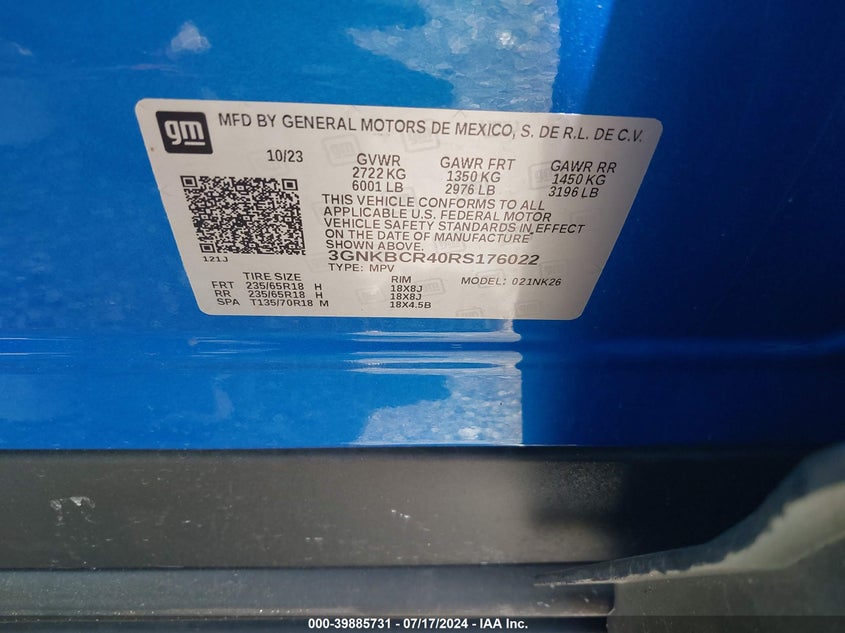 gm MFD BY GENERAL MOTORS DE MEXICO, S. DE R.L. DE C.V.
10/23 GVWR GAWR FRT GAWR RR
2722 KG 1350 KG 1450 KG
6001 LB 2976 LB 3196 LB
THIS VEHICLE CONFORMS TO ALL
APPLICABLE U.S. FEDERAL MOTOR
VEHICLE SAFETY STANDARDS IN EFFECT
ON THE DATE OF MANUFACTURE
SHOWN ABOVE.
121J 3GNKBCR40RS176022
TYPE: MPV MODEL: 021NK26
TIRE SIZE RIM
FRT 235/65R18 H 18X8J
RR 235/65R18 H 18X8J
SPA T135/70R18 M 18X4.5B
000-39885731 - 07/17/2024 - IAA Inc.